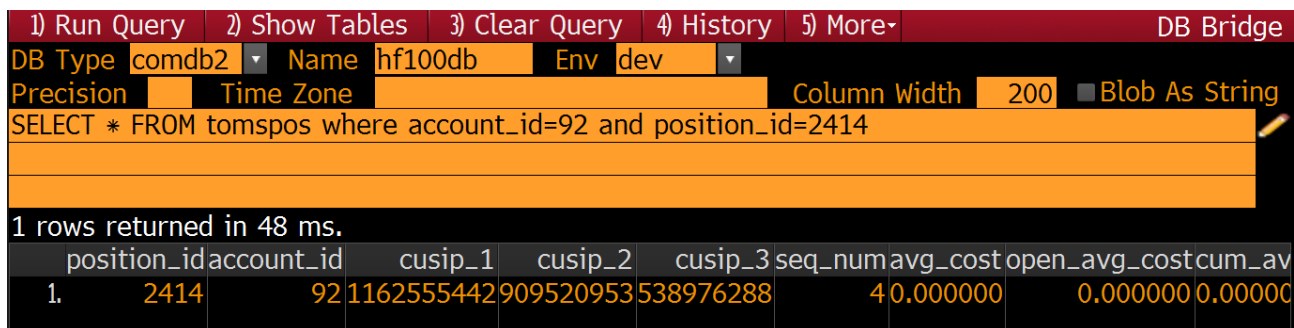 1) Run Query 2) Show Tables 3) Clear Query 4) History 5) More DB Bridge
DB Type comdb2 Name hf100db Env dev
Precision Time Zone Column Width 200 Blob As String
SELECT * FROM tomspos where account_id=92 and position_id=2414
1 rows returned in 48 ms.
position_id account_id cusip_1 cusip_2 cusip_3 seq_num avg_cost open_avg_cost cum_av
1. 2414 92 1162555442 909520953 538976288 4 0.000000 0.000000 0.00000